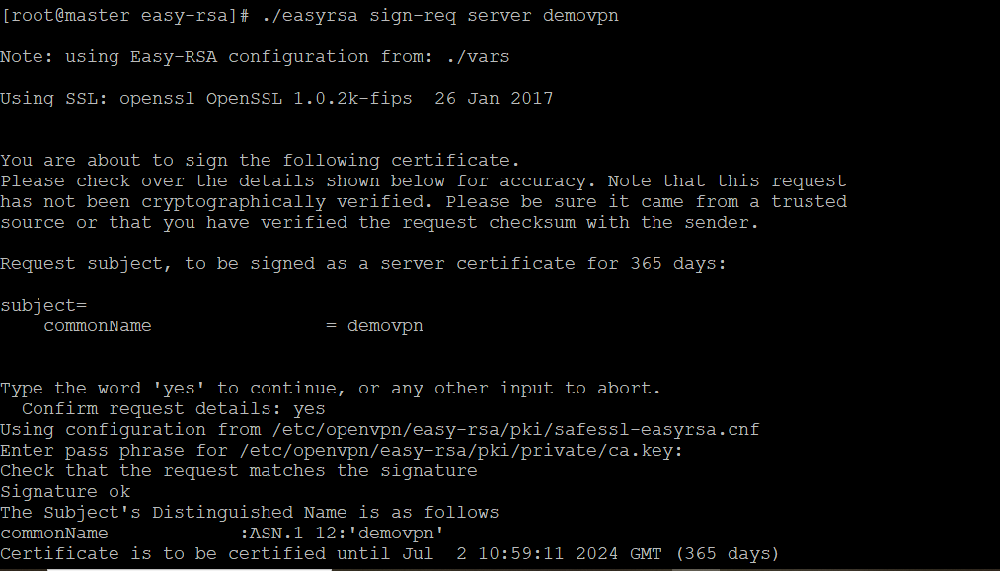 [root@master easy-rsa]# ./easyrsa sign-req server demovpn
Note: using Easy-RSA configuration from: ./vars
Using SSL: openssl OpenSSL 1.0.2k-fips  26 Jan 2017
You are about to sign the following certificate.
Please check over the details shown below for accuracy. Note that this request
has not been cryptographically verified. Please be sure it came from a trusted
source or that you have verified the request checksum with the sender.
Request subject, to be signed as a server certificate for 365 days:
subject=
    commonName                = demovpn
Type the word 'yes' to continue, or any other input to abort.
  Confirm request details: yes
Using configuration from /etc/openvpn/easy-rsa/pki/safessl-easyrsa.cnf
Enter pass phrase for /etc/openvpn/easy-rsa/pki/private/ca.key:
Check that the request matches the signature
Signature ok
The Subject's Distinguished Name is as follows
commonName            :ASN.1 12:'demovpn'
Certificate is to be certified until Jul  2 10:59:11 2024 GMT (365 days)